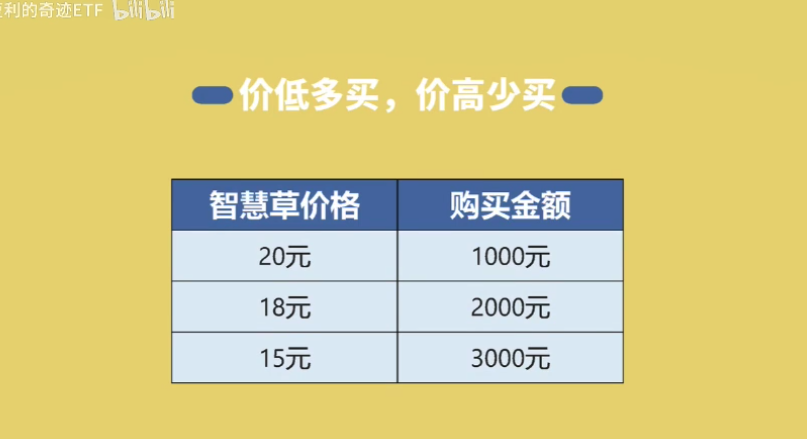 利的奇迹ETF bilibili
价低多买，价高少买
智慧草价格 购买金额
20元 1000元
18元 2000元
15元 3000元